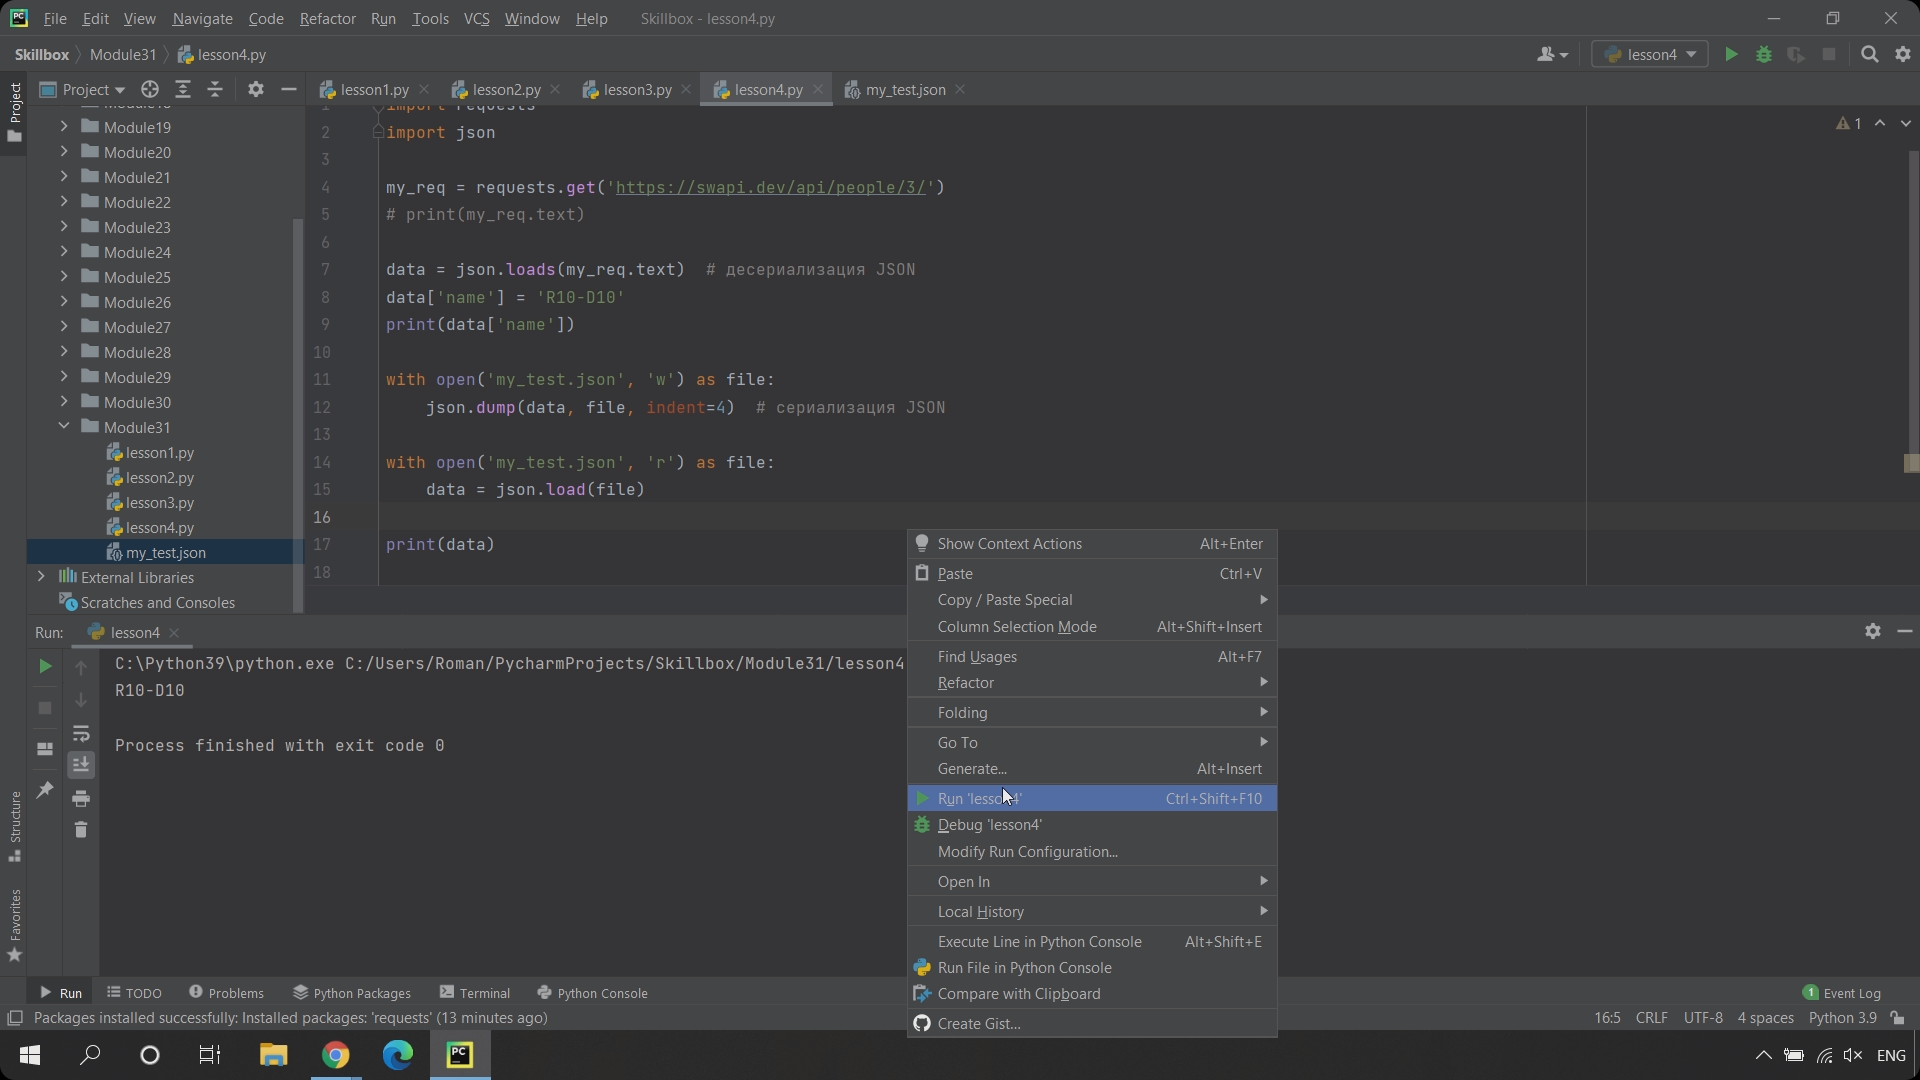 PC File Edit View Navigate Code Refactor Run Tools VCS Window Help Skillbox - lesson4.py
Skillbox Module31 lesson4.py lesson4
Project lesson1.py lesson2.py lesson3.py lesson4.py my_test.json
Project
Module19
Module20
Module21
Module22
Module23
Module24
Module25
Module26
Module27
Module28
Module29
Module30
Module31
lesson1.py
lesson2.py
lesson3.py
lesson4.py
my_test.json
External Libraries
Scratches and Consoles
1 import requests
2 import json
3
4 my_req = requests.get('https://swapi.dev/api/people/3/')
5 # print(my_req.text)
6
7 data = json.loads(my_req.text) # десериализация JSON
8 data['name'] = 'R10-D10'
9 print(data['name'])
10
11 with open('my_test.json', 'w') as file:
12 json.dump(data, file, indent=4) # сериализация JSON
13
14 with open('my_test.json', 'r') as file:
15 data = json.load(file)
16
17 print(data)
18
1
Show Context Actions Alt+Enter
Paste Ctrl+V
Copy / Paste Special
Column Selection Mode Alt+Shift+Insert
Find Usages Alt+F7
Refactor
Folding
Go To
Generate... Alt+Insert
Run 'lesson4' Ctrl+Shift+F10
Debug 'lesson4'
Modify Run Configuration...
Open In
Local History
Execute Line in Python Console Alt+Shift+E
Run File in Python Console
Compare with Clipboard
Create Gist...
Run: lesson4
C:\Python39\python.exe C:/Users/Roman/PycharmProjects/Skillbox/Module31/lesson4
R10-D10
Process finished with exit code 0
Structure
Favorites
Run TODO Problems Python Packages Terminal Python Console 1 Event Log
Packages installed successfully: Installed packages: 'requests' (13 minutes ago) 16:5 CRLF UTF-8 4 spaces Python 3.9
PC ENG